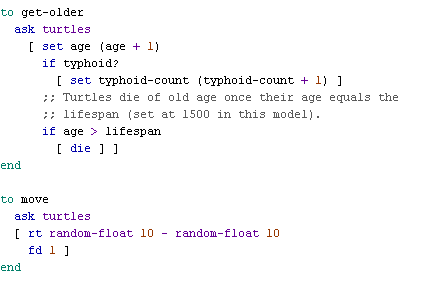 to get-older
  ask turtles
    [ set age (age + 1)
      if typhoid?
        [ set typhoid-count (typhoid-count + 1) ]
      ;; Turtles die of old age once their age equals the
      ;; lifespan (set at 1500 in this model).
      if age > lifespan
        [ die ] ]
end

to move
  ask turtles
  [ rt random-float 10 - random-float 10
    fd 1 ]
end